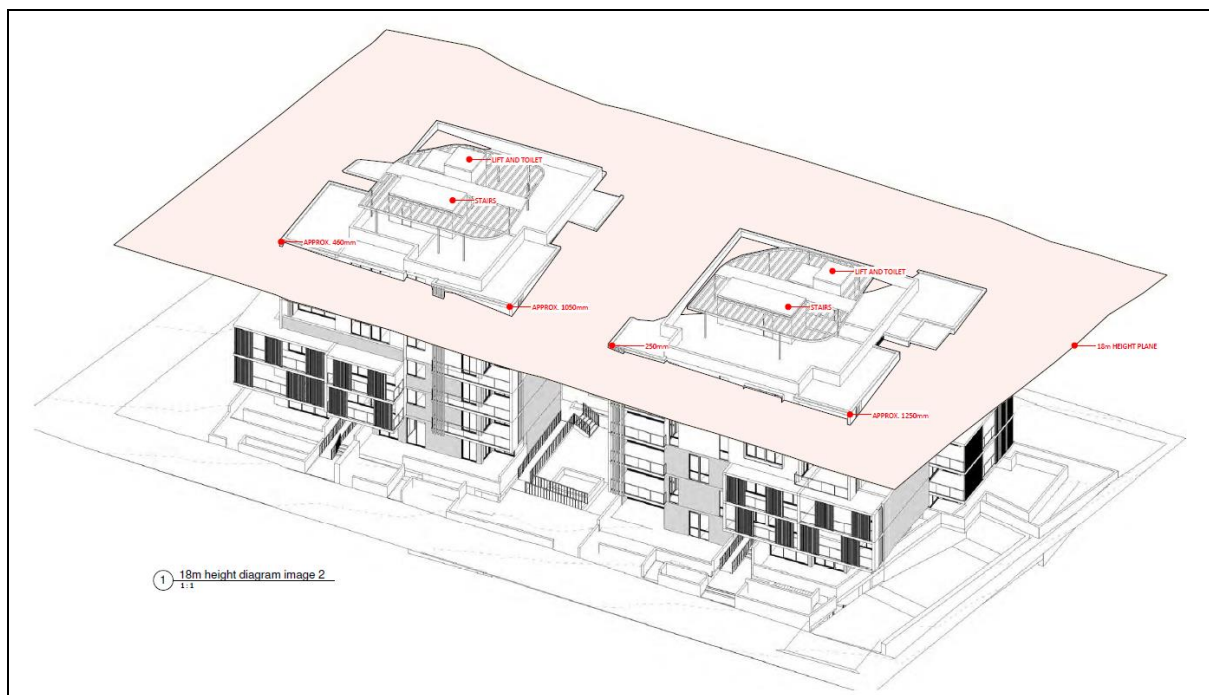 LIFT AND TOILET
STAIRS
APPROX. 460mm
APPROX. 1050mm
LIFT AND TOILET
STAIRS
250mm
18m HEIGHT PLANE
APPROX. 1250mm
1 18m height diagram image 2
1 : 1